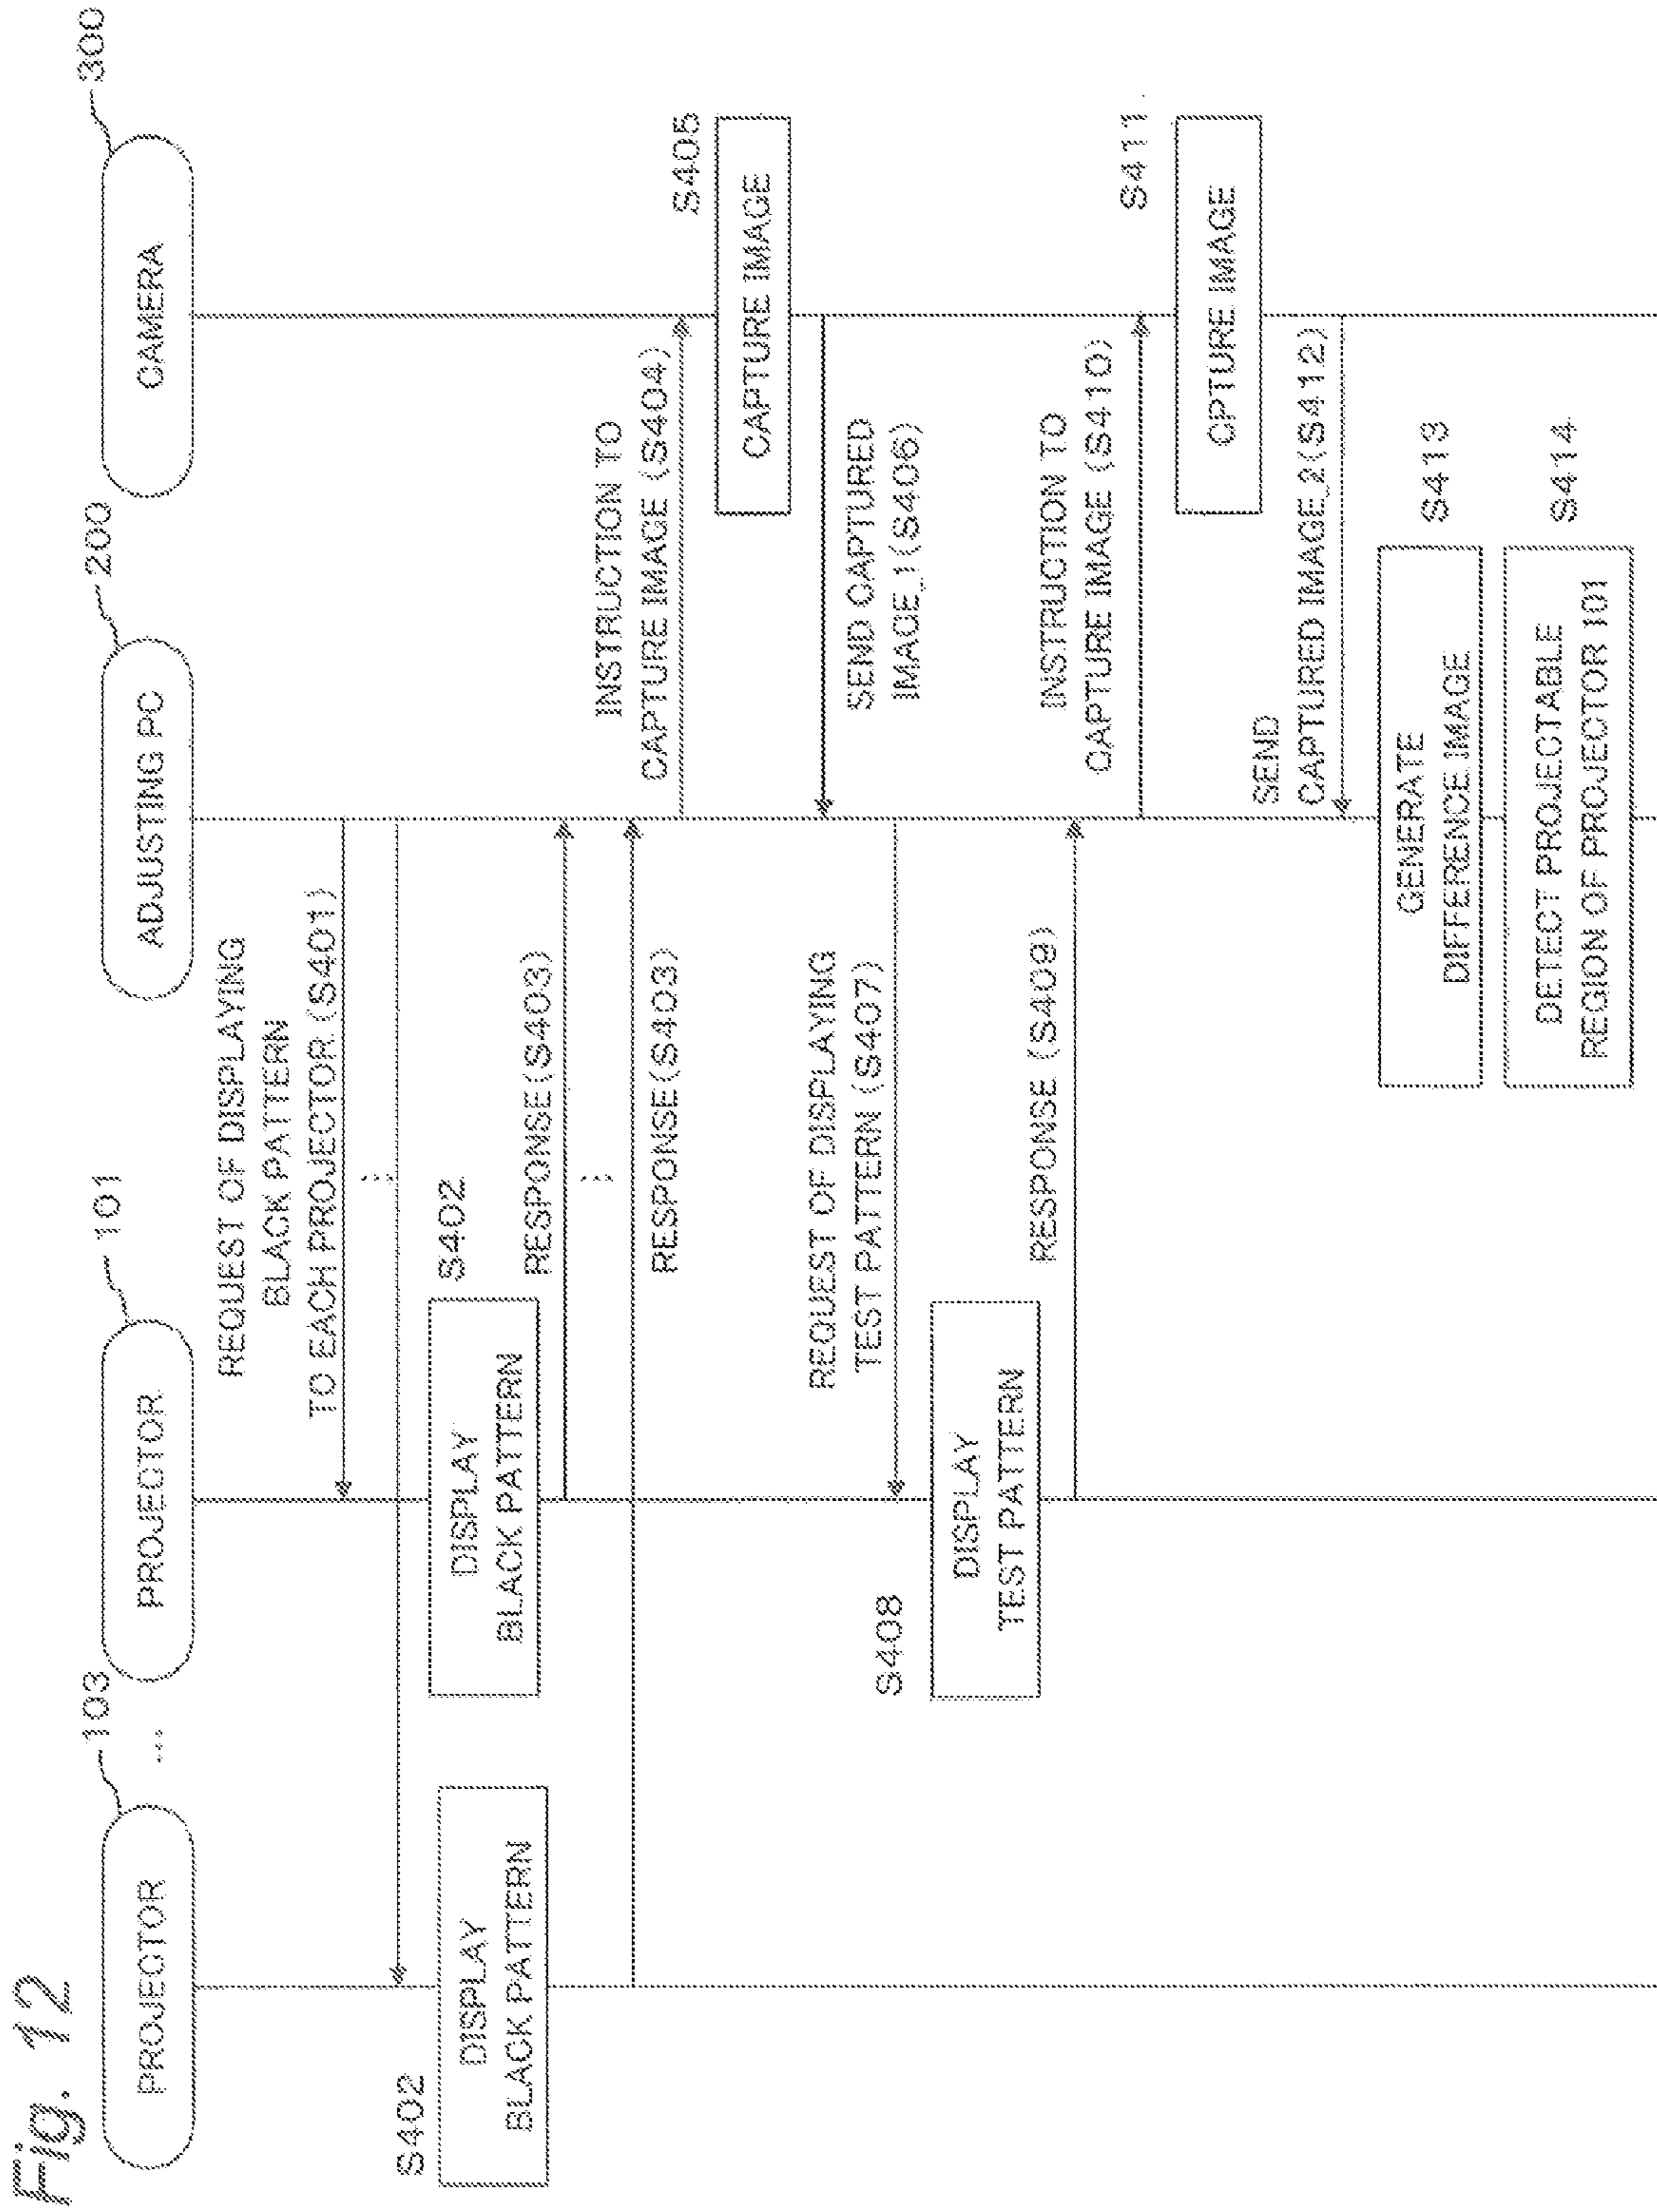 Fig. 12
103
...
101
200
300
PROJECTOR
PROJECTOR
ADJUSTING PC
CAMERA
REQUEST OF DISPLAYING
BLACK PATTERN
TO EACH PROJECTOR (S401)
...
S402
DISPLAY
BLACK PATTERN
S402
DISPLAY
BLACK PATTERN
RESPONSE(S403)
...
RESPONSE(S403)
INSTRUCTION TO
CAPTURE IMAGE (S404)
S405
CAPTURE IMAGE
SEND CAPTURED
IMAGE_1(S406)
REQUEST OF DISPLAYING
TEST PATTERN (S407)
S408
DISPLAY
TEST PATTERN
RESPONSE (S409)
INSTRUCTION TO
CAPTURE IMAGE (S410)
S411
CPTURE IMAGE
SEND
CAPTURED IMAGE_2(S412)
GENERATE
DIFFERENCE IMAGE
S413
DETECT PROJECTABLE
REGION OF PROJECTOR 101
S414